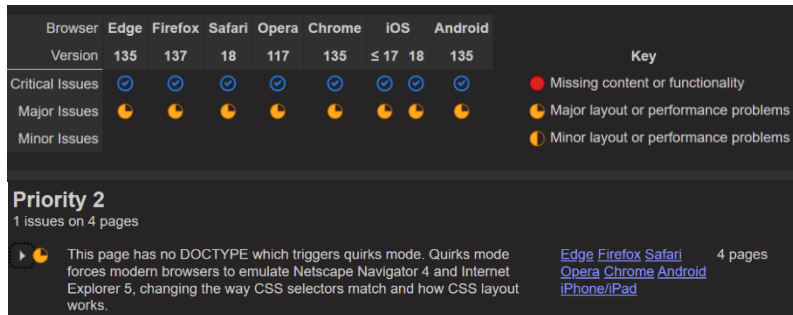 Browser Edge Firefox Safari Opera Chrome iOS Android
Version 135 137 18 117 135 ≤ 17 18 135
Key
Critical Issues
Missing content or functionality
Major Issues
Major layout or performance problems
Minor Issues
Minor layout or performance problems
Priority 2
1 issues on 4 pages
This page has no DOCTYPE which triggers quirks mode. Quirks mode
Edge Firefox Safari
4 pages
forces modern browsers to emulate Netscape Navigator 4 and Internet
Opera Chrome Android
Explorer 5, changing the way CSS selectors match and how CSS layout
iPhone/iPad
works.